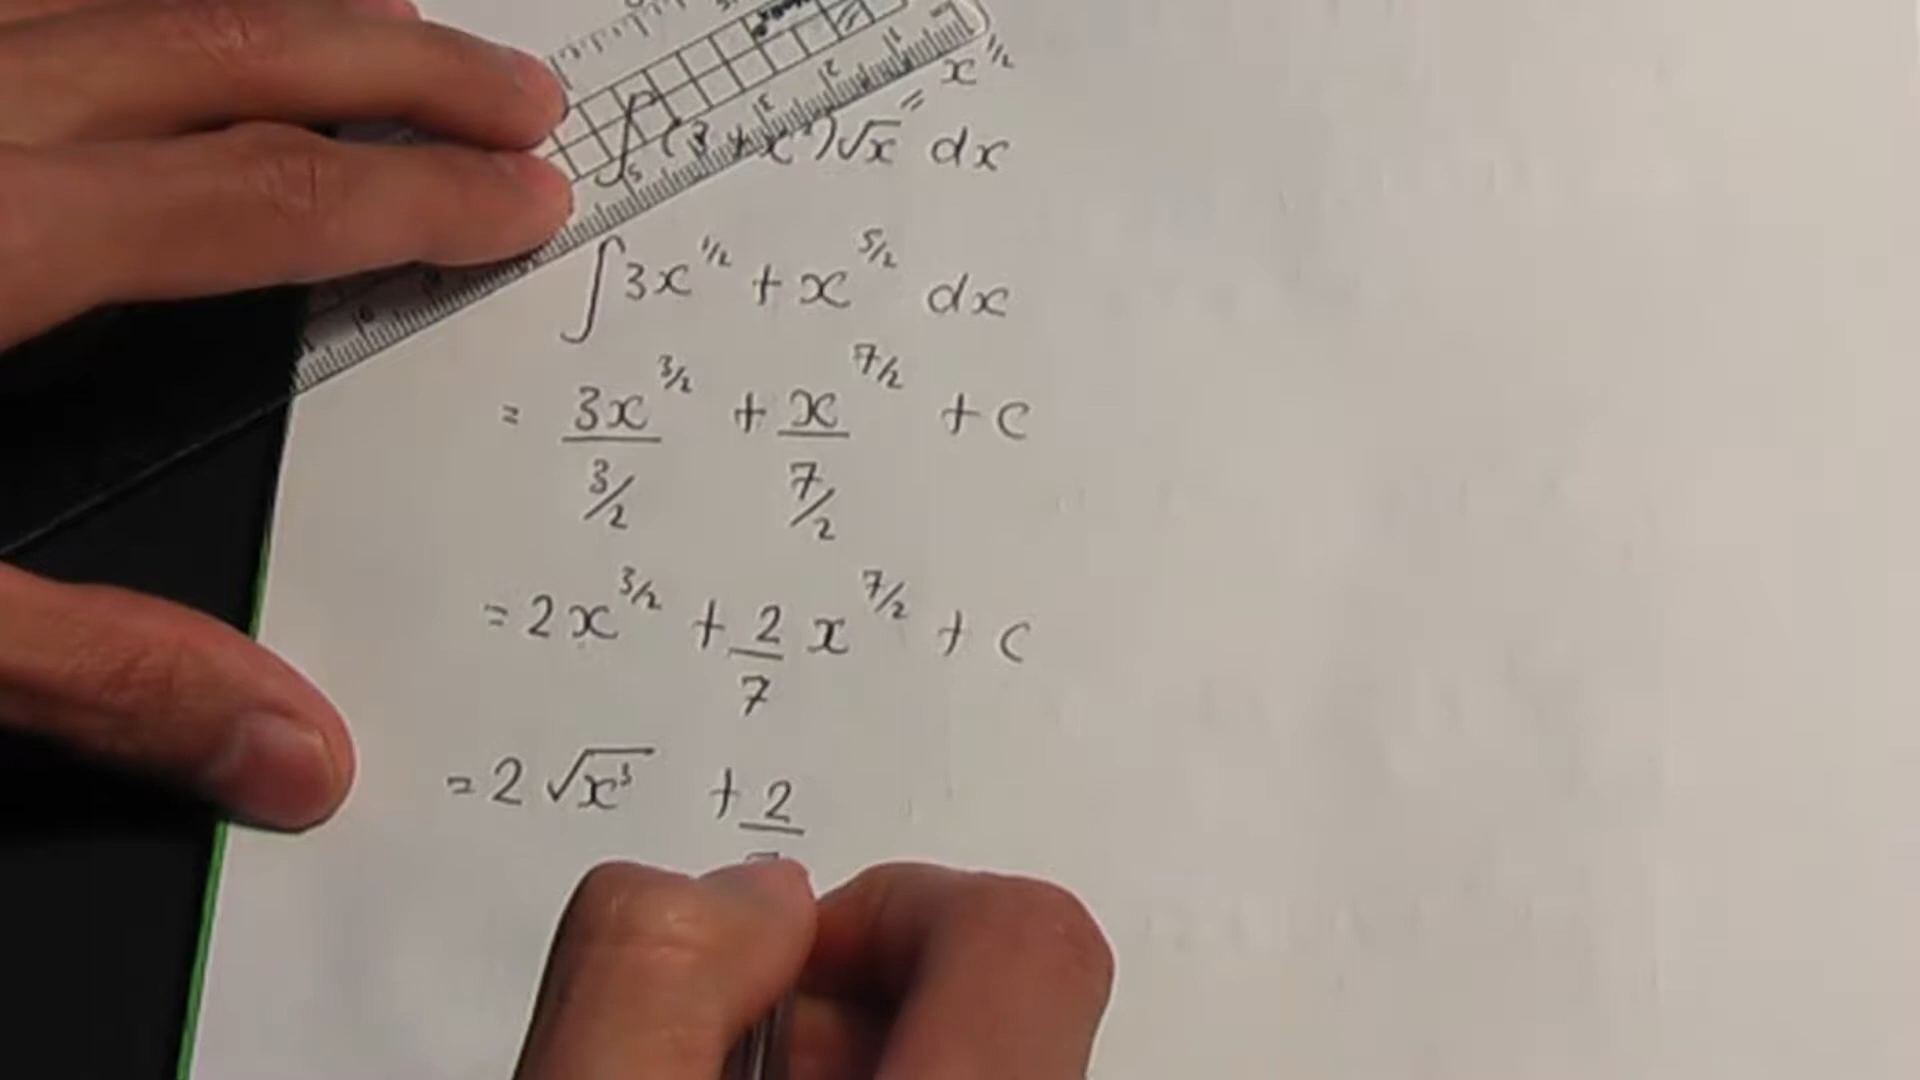 x^{1/2}
∫(3 + x²)√x dx
∫3x^{1/2} + x^{5/2} dx
= 3x^{3/2}/(3/2) + x^{7/2}/(7/2) + c
= 2x^{3/2} + 2/7 x^{7/2} + c
= 2√x³ + 2